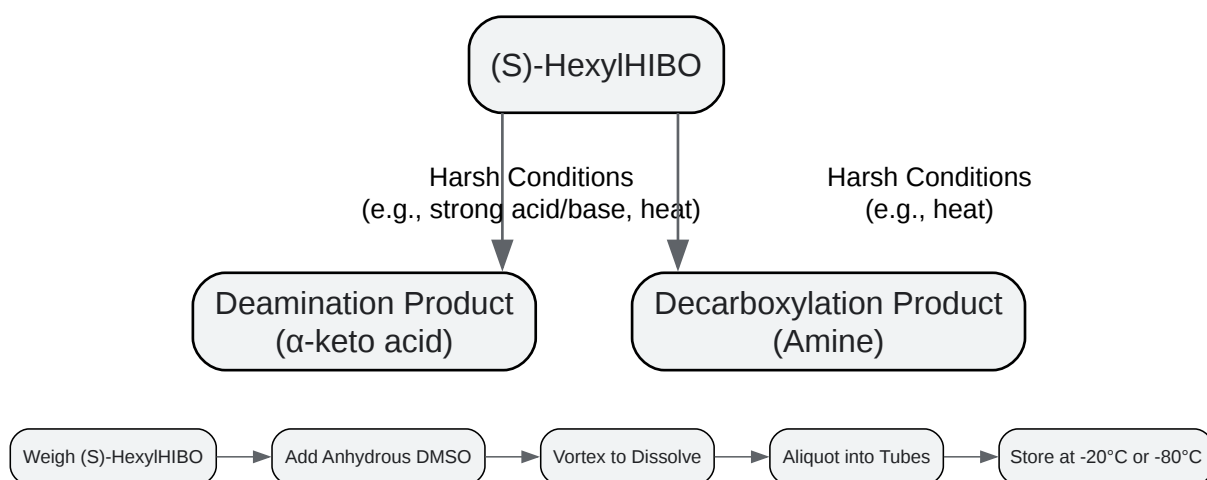 (S)-HexylHIBO
Harsh Conditions
(e.g., strong acid/base, heat)
Harsh Conditions
(e.g., heat)
Deamination Product
(α-keto acid)
Decarboxylation Product
(Amine)
Weigh (S)-HexylHIBO
Add Anhydrous DMSO
Vortex to Dissolve
Aliquot into Tubes
Store at -20°C or -80°C